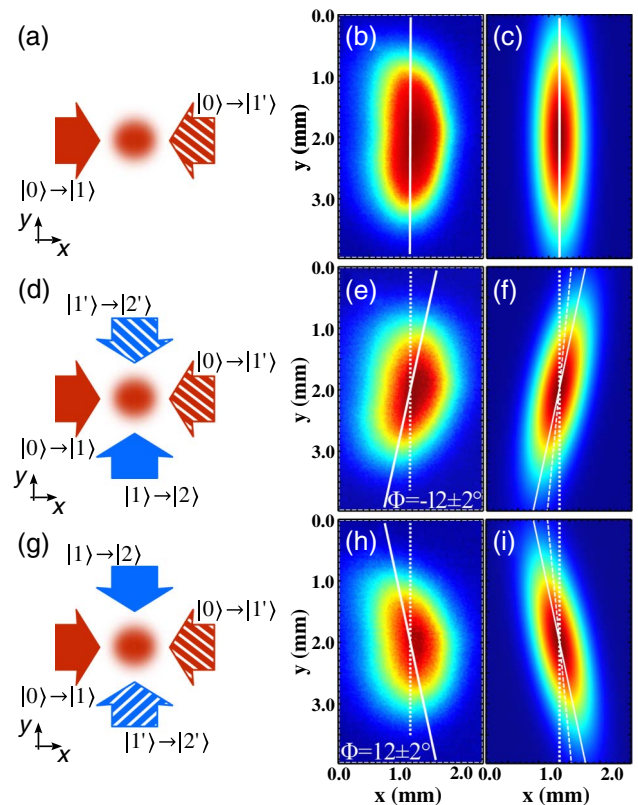 (a)
|0⟩→|1'⟩
|0⟩→|1⟩
y
x
(b)
(c)
0.0
1.0
2.0
3.0
y (mm)
(d)
|1'⟩→|2'⟩
|0⟩→|1'⟩
|0⟩→|1⟩
|1⟩→|2⟩
y
x
(e)
(f)
0.0
1.0
2.0
3.0
y (mm)
Φ=-12±2°
(g)
|1⟩→|2⟩
|0⟩→|1'⟩
|0⟩→|1⟩
|1'⟩→|2'⟩
y
x
(h)
(i)
0.0
1.0
2.0
3.0
y (mm)
Φ=12±2°
0.0 1.0 2.0 0.0 1.0 2.0
x (mm) x (mm)